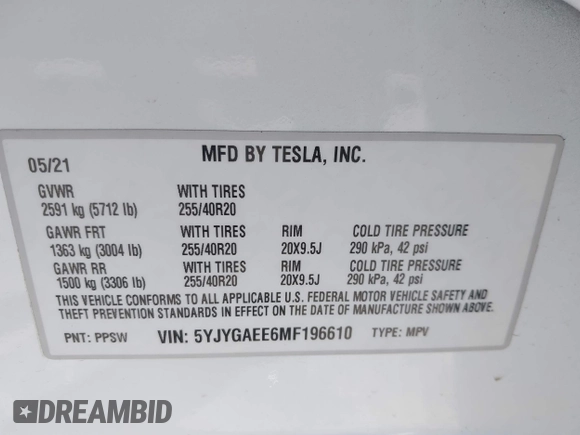 05/21 MFD BY TESLA, INC.
GVWR WITH TIRES
2591 kg (5712 lb) 255/40R20
GAWR FRT WITH TIRES RIM COLD TIRE PRESSURE
1363 kg (3004 lb) 255/40R20 20X9.5J 290 kPa, 42 psi
GAWR RR WITH TIRES RIM COLD TIRE PRESSURE
1500 kg (3306 lb) 255/40R20 20X9.5J 290 kPa, 42 psi
THIS VEHICLE CONFORMS TO ALL APPLICABLE U.S. FEDERAL MOTOR VEHICLE SAFETY AND
THEFT PREVENTION STANDARDS IN EFFECT ON THE DATE OF MANUFACTURE SHOWN ABOVE.
PNT: PPSW VIN: 5YJYGAEE6MF196610 TYPE: MPV
DREAMBID